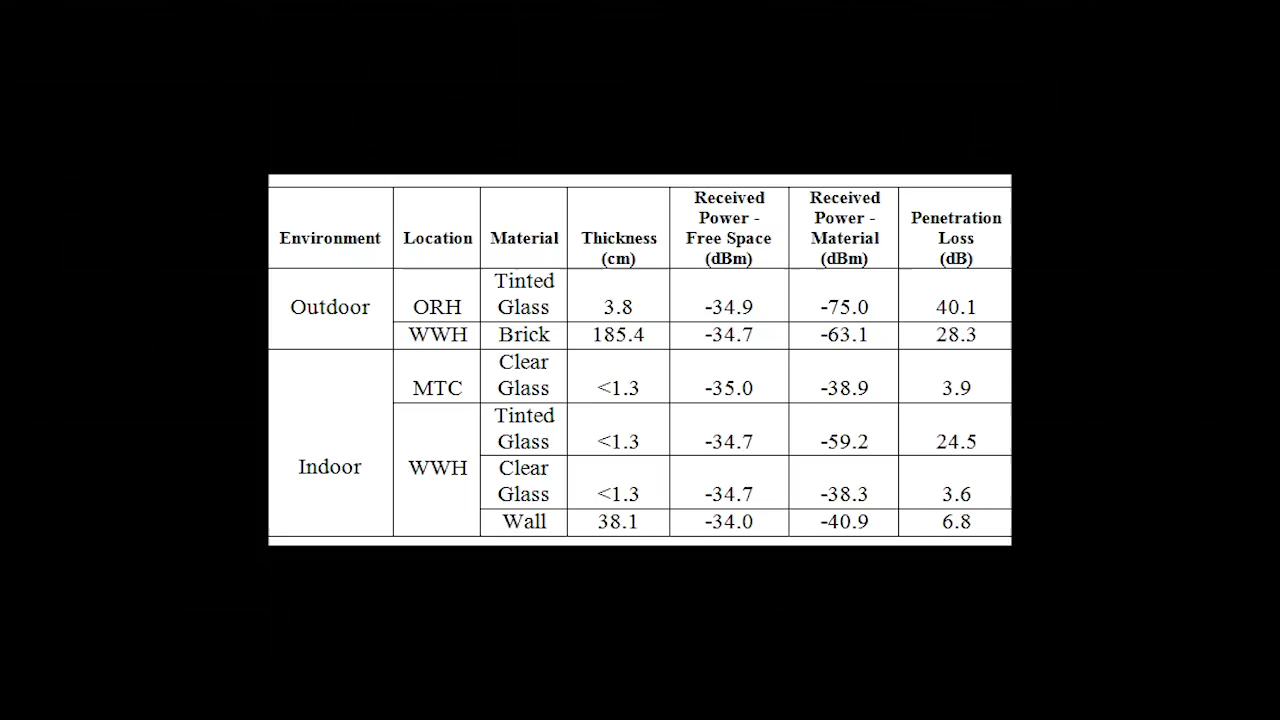 Environment Location Material Thickness (cm) Received Power - Free Space (dBm) Received Power - Material (dBm) Penetration Loss (dB)
Outdoor ORH Tinted Glass 3.8 -34.9 -75.0 40.1
WWH Brick 185.4 -34.7 -63.1 28.3
Indoor MTC Clear Glass <1.3 -35.0 -38.9 3.9
WWH Tinted Glass <1.3 -34.7 -59.2 24.5
Clear Glass <1.3 -34.7 -38.3 3.6
Wall 38.1 -34.0 -40.9 6.8